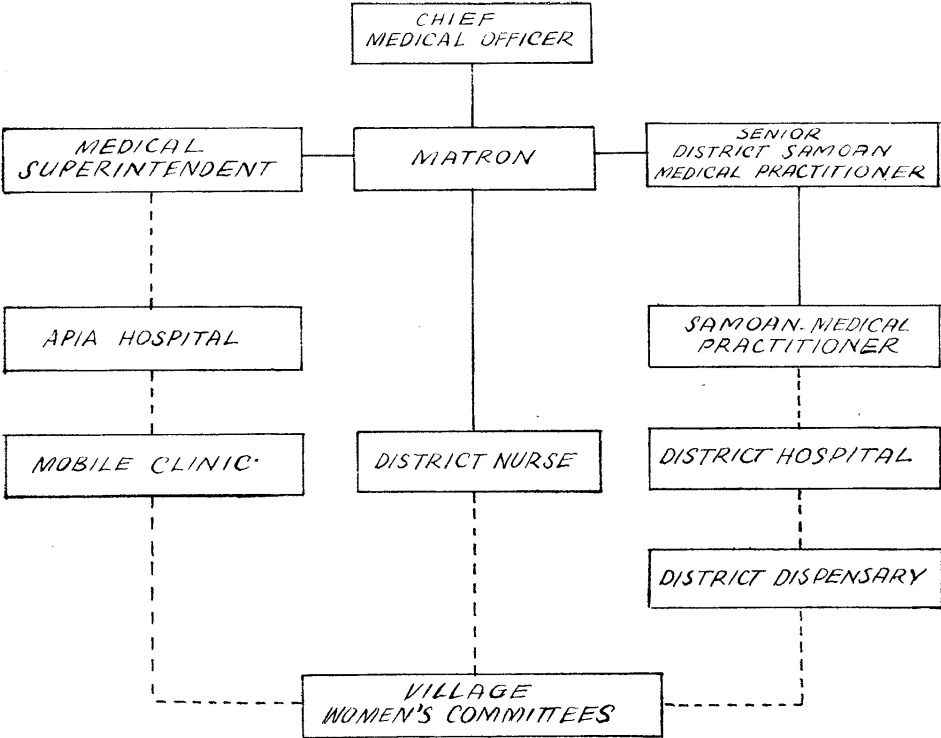 CHIEF
MEDICAL OFFICER
MEDICAL
SUPERINTENDENT
MATRON
SENIOR
DISTRICT SAMOAN
MEDICAL PRACTITIONER
APIA HOSPITAL
SAMOAN-MEDICAL
PRACTITIONER
MOBILE CLINIC.
DISTRICT NURSE
DISTRICT HOSPITAL
DISTRICT DISPENSARY
VILLAGE
WOMEN'S COMMITTEES